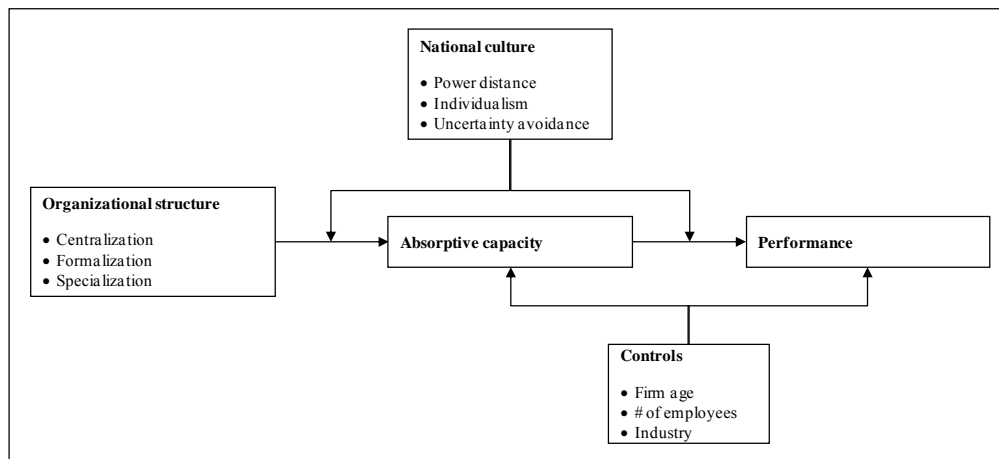 National culture
• Power distance
• Individualism
• Uncertainty avoidance
Organizational structure
• Centralization
• Formalization
• Specialization
Absorptive capacity
Performance
Controls
• Firm age
• # of employees
• Industry